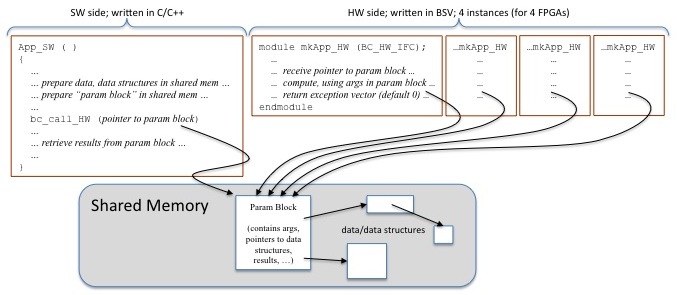 SW side; written in C/C++
HW side; written in BSV; 4 instances (for 4 FPGAs)
App_SW ( )
{
…
… prepare data, data structures in shared mem …
… prepare “param block” in shared mem …
…
bc_call_HW (pointer to param block)
…
… retrieve results from param block …
…
}
module mkApp_HW (BC_HW_IFC);
…
… receive pointer to param block …
… compute, using args in param block …
… return exception vector (default 0) …
endmodule
…mkApp_HW
…
…
…
…
…mkApp_HW
…
…
…
…
…mkApp_HW
…
…
…
…
Shared Memory
Param Block
(contains args,
pointers to data
structures,
results, …)
data/data structures